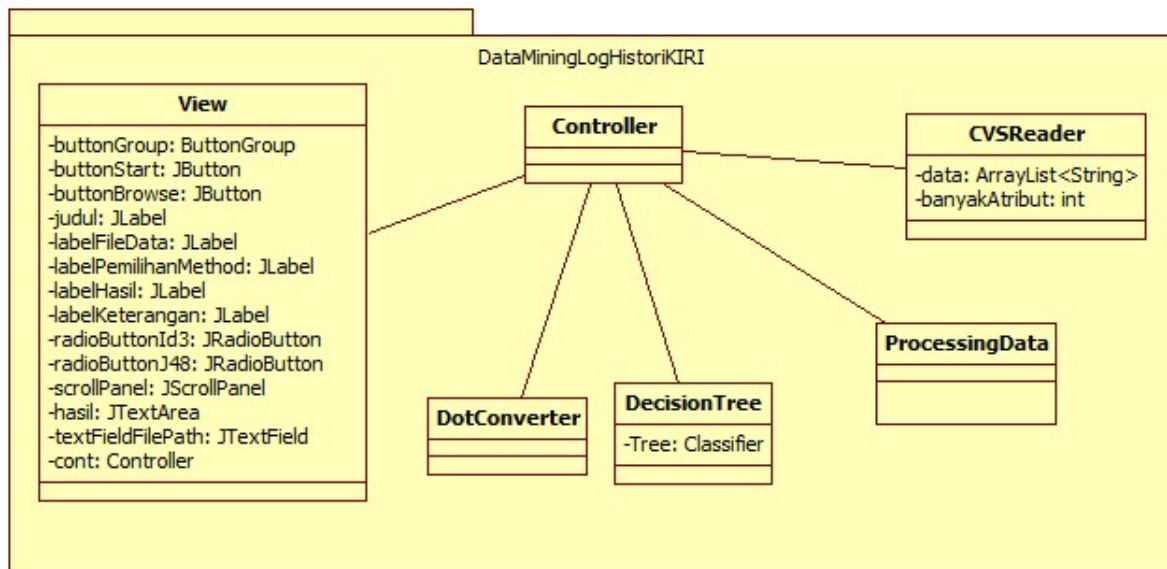 DataMiningLogHistoriKIRI
View
-buttonGroup: ButtonGroup
-buttonStart: JButton
-buttonBrowse: JButton
-judul: JLabel
-labelFileData: JLabel
-labelPemilihanMethod: JLabel
-labelHasil: JLabel
-labelKeterangan: JLabel
-radioButtonId3: JRadioButton
-radioButtonJ48: JRadioButton
-scrollPanel: JScrollPanel
-hasil: JTextArea
-textFieldFilePath: JTextField
-cont: Controller
Controller
CVSReader
-data: ArrayList<String>
-banyakAtribut: int
DotConverter
DecisionTree
-Tree: Classifier
ProcessingData